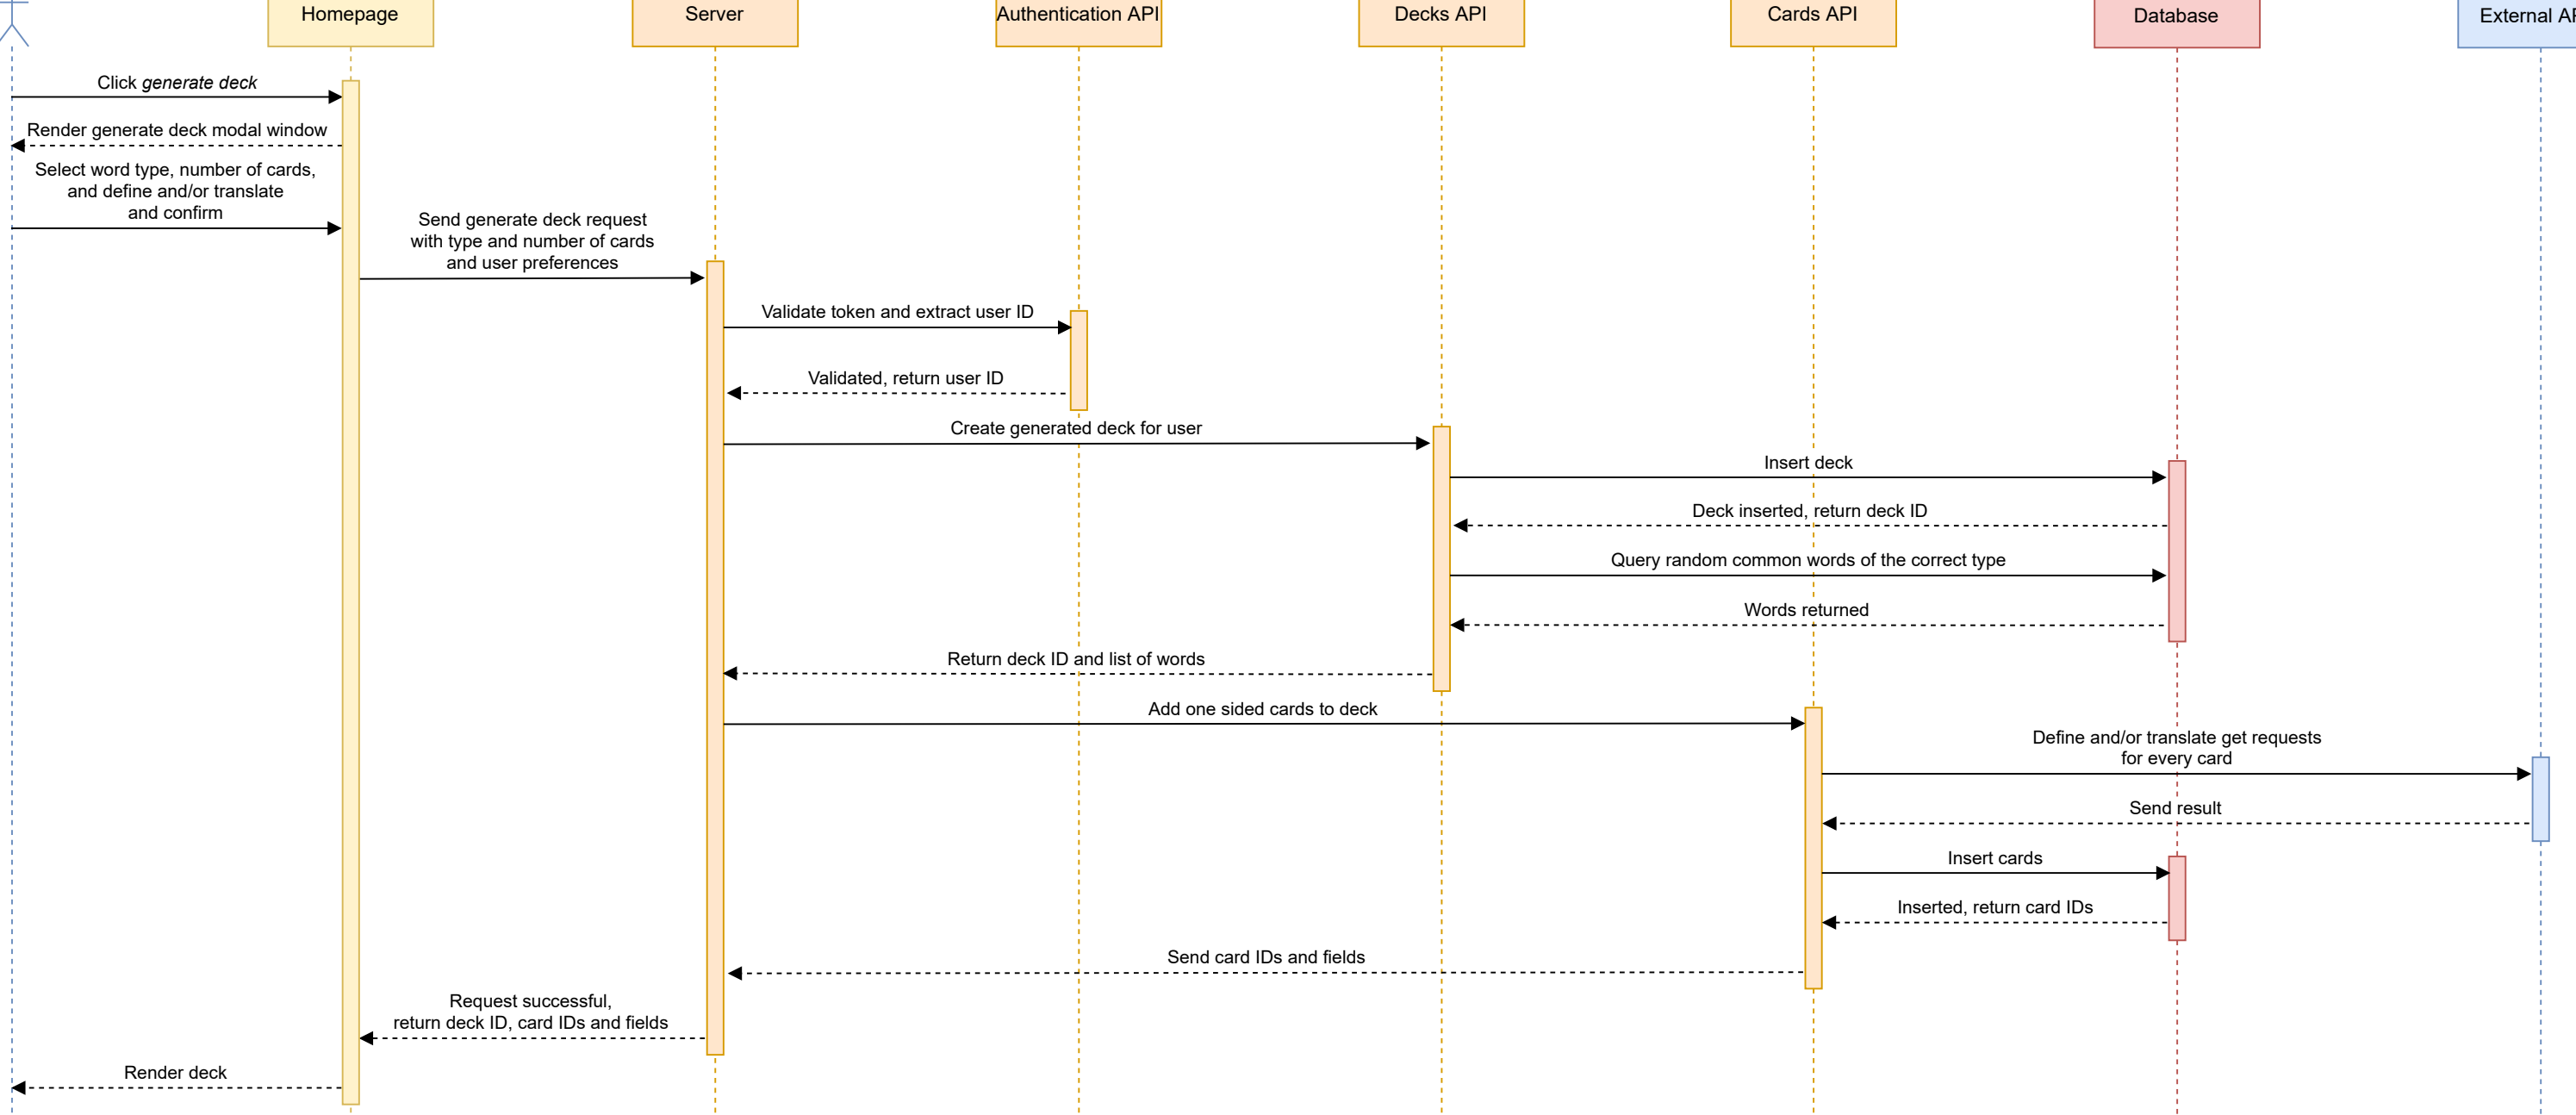 Homepage
Server
Authentication API
Decks API
Cards API
Database
External AP
Click generate deck
Render generate deck modal window
Select word type, number of cards,
and define and/or translate
and confirm
Send generate deck request
with type and number of cards
and user preferences
Validate token and extract user ID
Validated, return user ID
Create generated deck for user
Insert deck
Deck inserted, return deck ID
Query random common words of the correct type
Words returned
Return deck ID and list of words
Add one sided cards to deck
Define and/or translate get requests
for every card
Send result
Insert cards
Inserted, return card IDs
Send card IDs and fields
Request successful,
return deck ID, card IDs and fields
Render deck